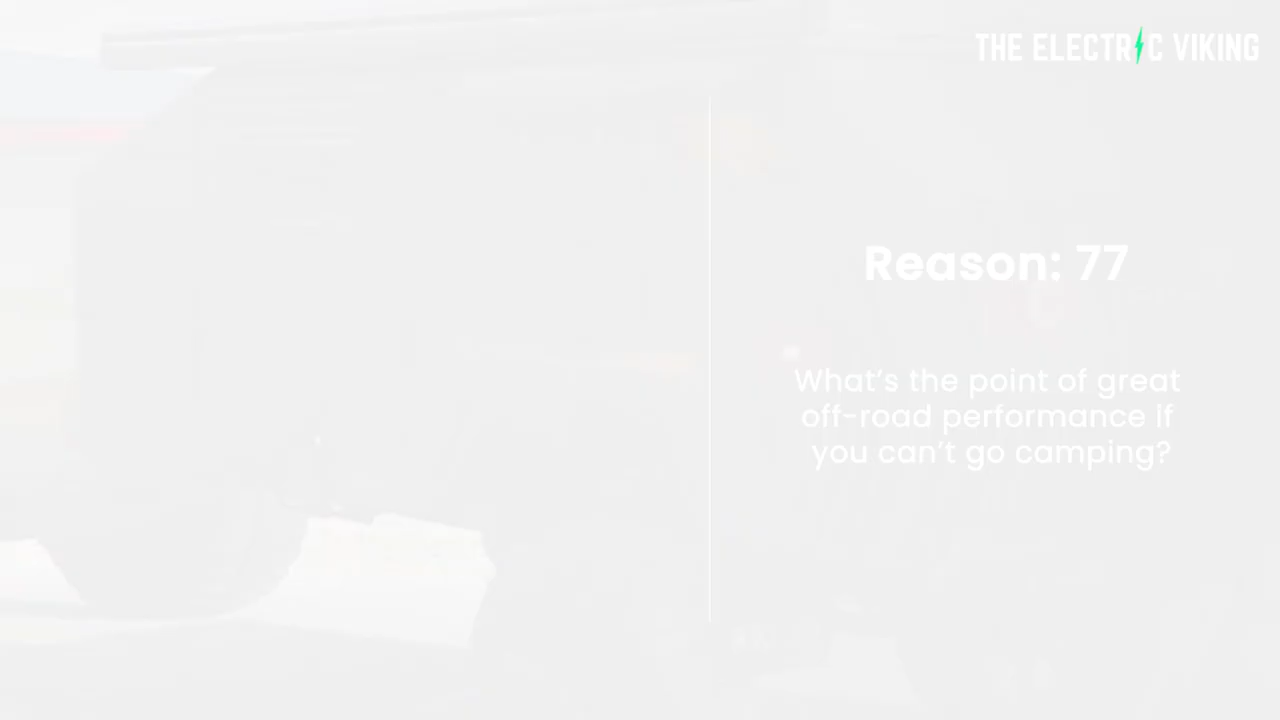 THE ELECTRIC VIKING
Reason: 77
What's the point of great
off-road performance if
you can't go camping?